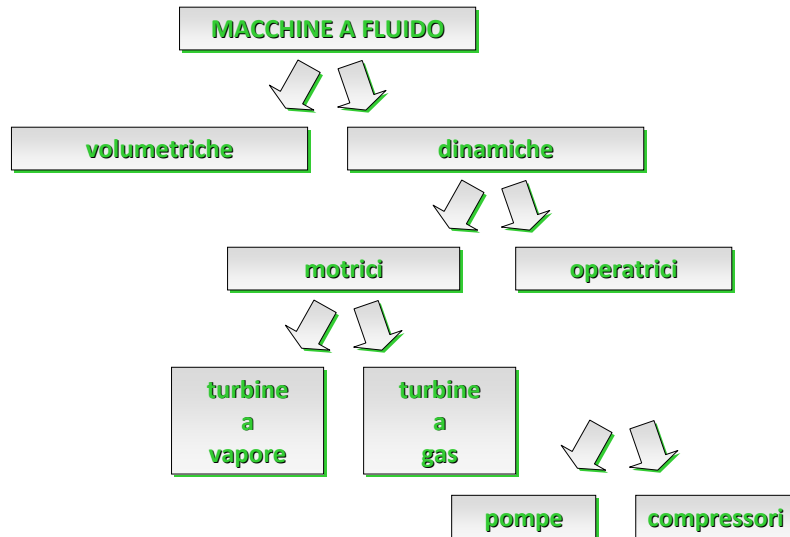 MACCHINE A FLUIDO
volumetriche
dinamiche
motrici
operatrici
turbine
a
vapore
turbine
a
gas
pompe
compressori